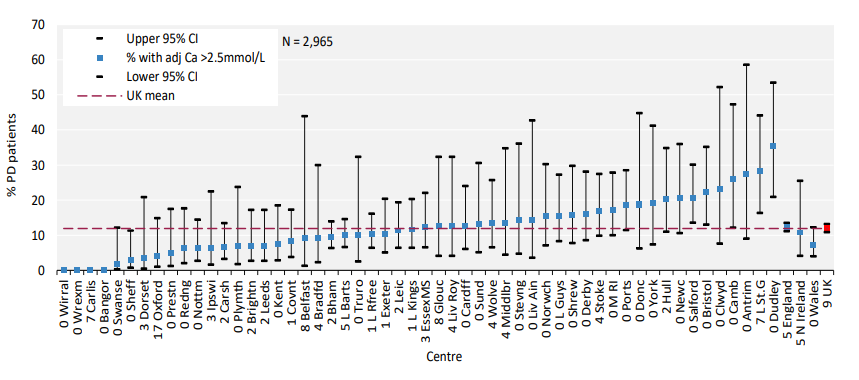 70
60
50
40
30
20
10
0
% PD patients
Upper 95% CI
% with adj Ca >2.5mmol/L
Lower 95% CI
UK mean
N = 2,965
0 Wirral
0 Wrexm
7 Carlis
0 Bangor
0 Swanse
0 Sheff
3 Dorset
17 Oxford
0 Prestn
0 Redng
0 Nottm
3 Ipswi
2 Carsh
0 Plymth
2 Brightn
2 Leeds
0 Kent
1 Covnt
8 Belfast
4 Bradfd
2 Bham
5 L Barts
0 Truro
1 L Rfree
1 Exeter
2 Leic
1 L Kings
3 EssexMS
8 Glouc
4 Liv Roy
0 Cardff
0 Sund
4 Wolve
4 Middlbr
0 Stevng
0 Liv Ain
0 Norwch
0 L Guys
0 Shrew
0 Derby
4 Stoke
0 M RI
0 Ports
0 Donc
0 York
2 Hull
0 Newc
0 Salford
0 Bristol
0 Clwyd
0 Camb
0 Antrim
7 L St.G
0 Dudley
5 England
5 N Ireland
0 Wales
9 UK
Centre